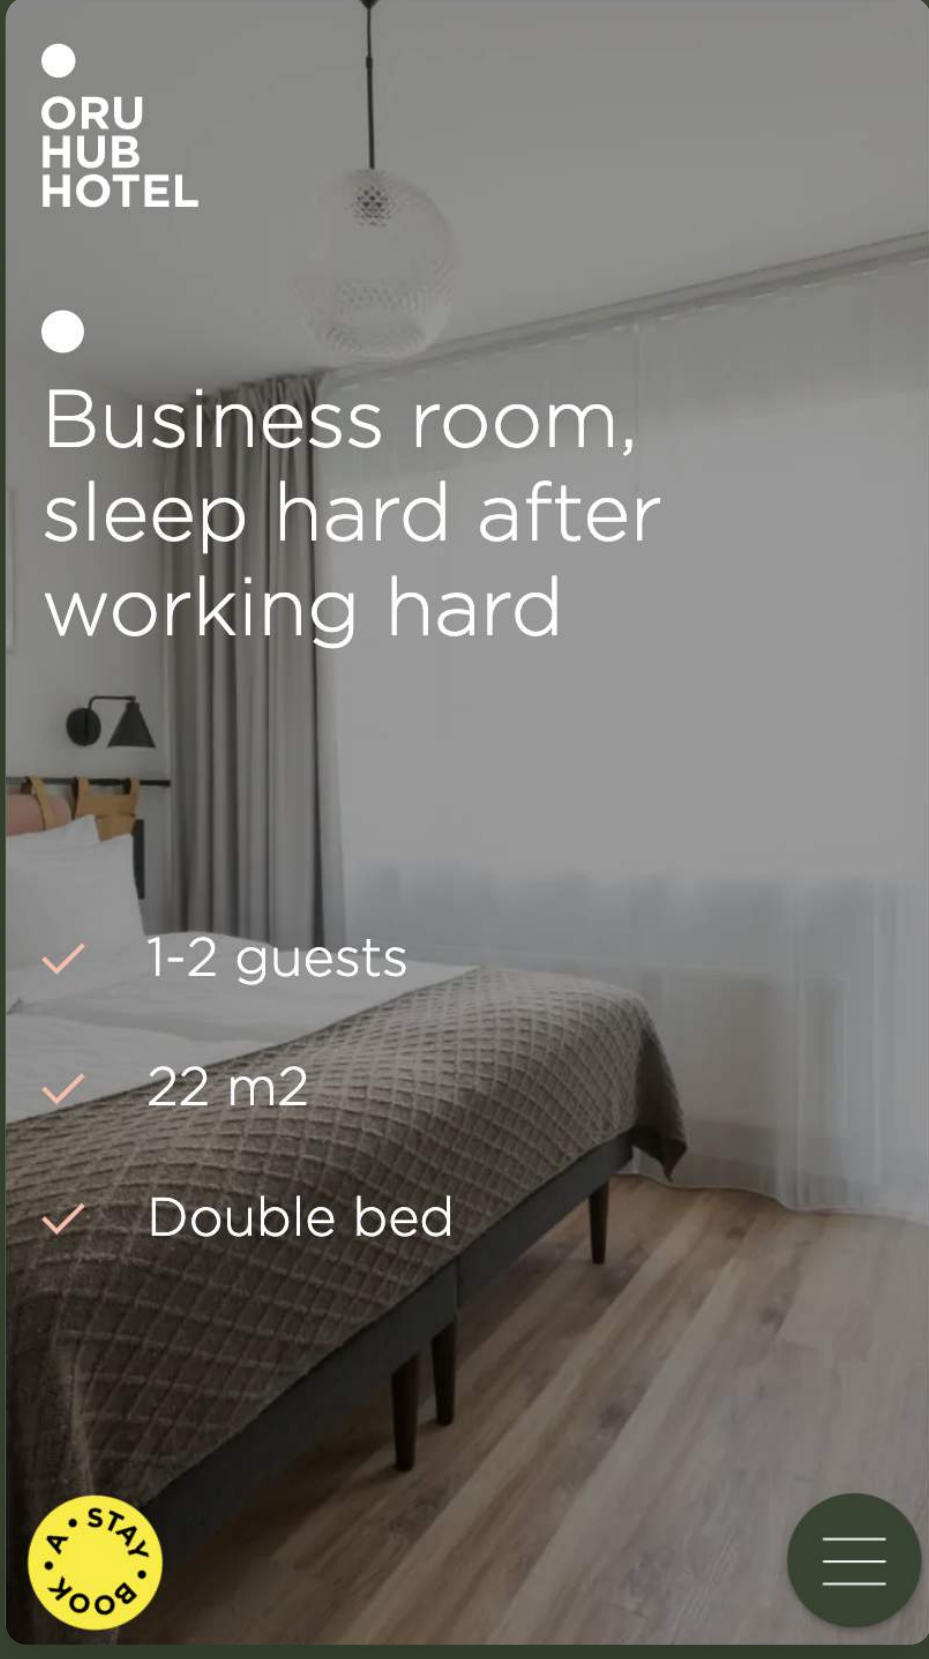 ORU
HUB
HOTEL
Business room,
sleep hard after
working hard
1-2 guests
22 m2
Double bed
BOOK • A • STAY •